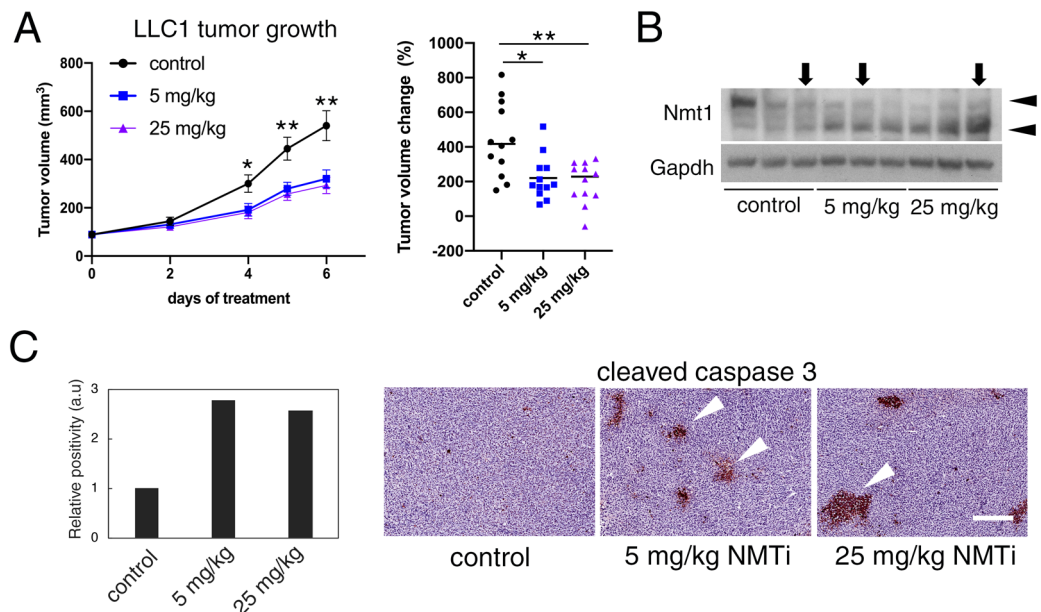 A
LLC1 tumor growth
Tumor volume (mm³)
800
600
400
200
0
control
5 mg/kg
25 mg/kg
*
**
**
0
2
4
6
days of treatment
Tumor volume change (%)
1000
800
600
400
200
0
-200
**
*
control
5 mg/kg
25 mg/kg
B
Nmt1
Gapdh
control
5 mg/kg
25 mg/kg
C
Relative positivity (a.u)
3
2
1
0
control
5 mg/kg
25 mg/kg
cleaved caspase 3
control
5 mg/kg NMTi
25 mg/kg NMTi